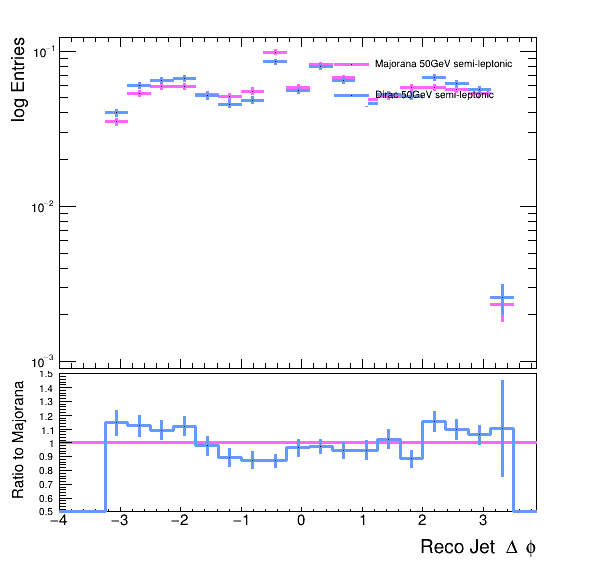 log Entries
10⁻¹
Majorana 50GeV semi-leptonic
Dirac 50GeV semi-leptonic
10⁻²
10⁻³
Ratio to Majorana
1.5
1.4
1.3
1.2
1.1
1
0.9
0.8
0.7
0.6
0.5
−4 −3 −2 −1 0 1 2 3
Reco Jet Δ ϕ